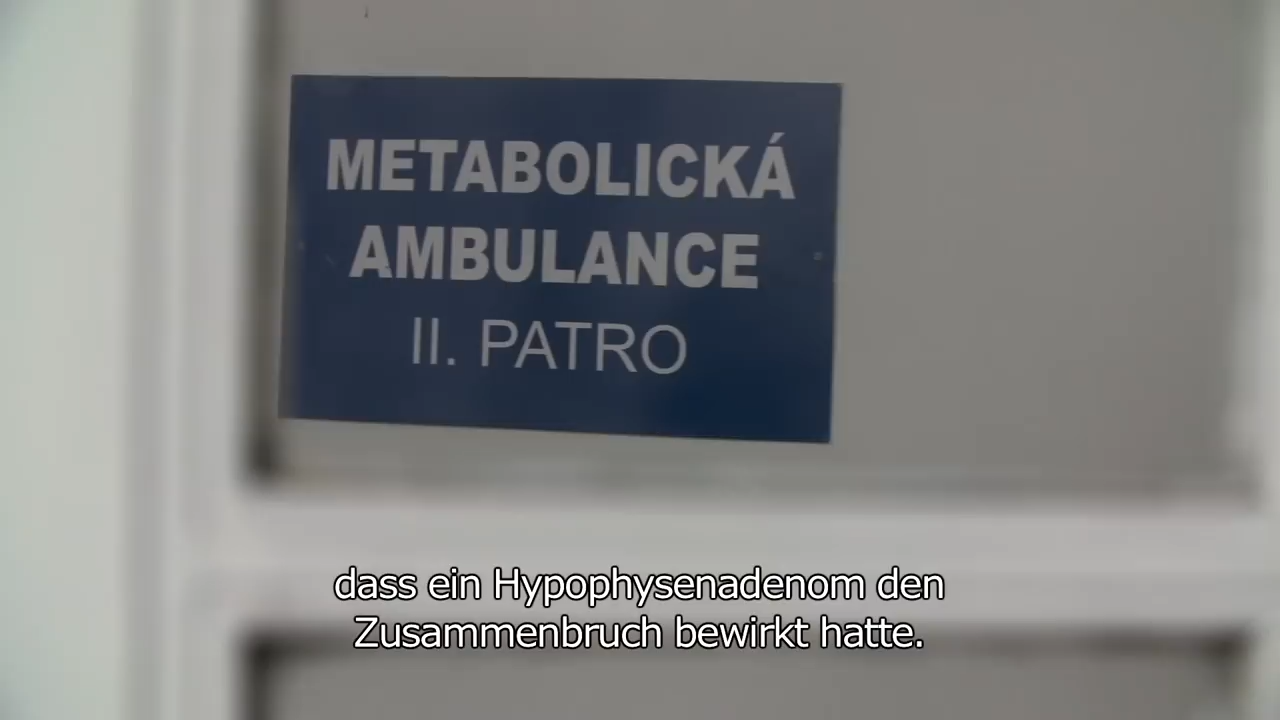 METABOLICKÁ
AMBULANCE
II. PATRO
dass ein Hypophysenadenom den
Zusammenbruch bewirkt hatte.